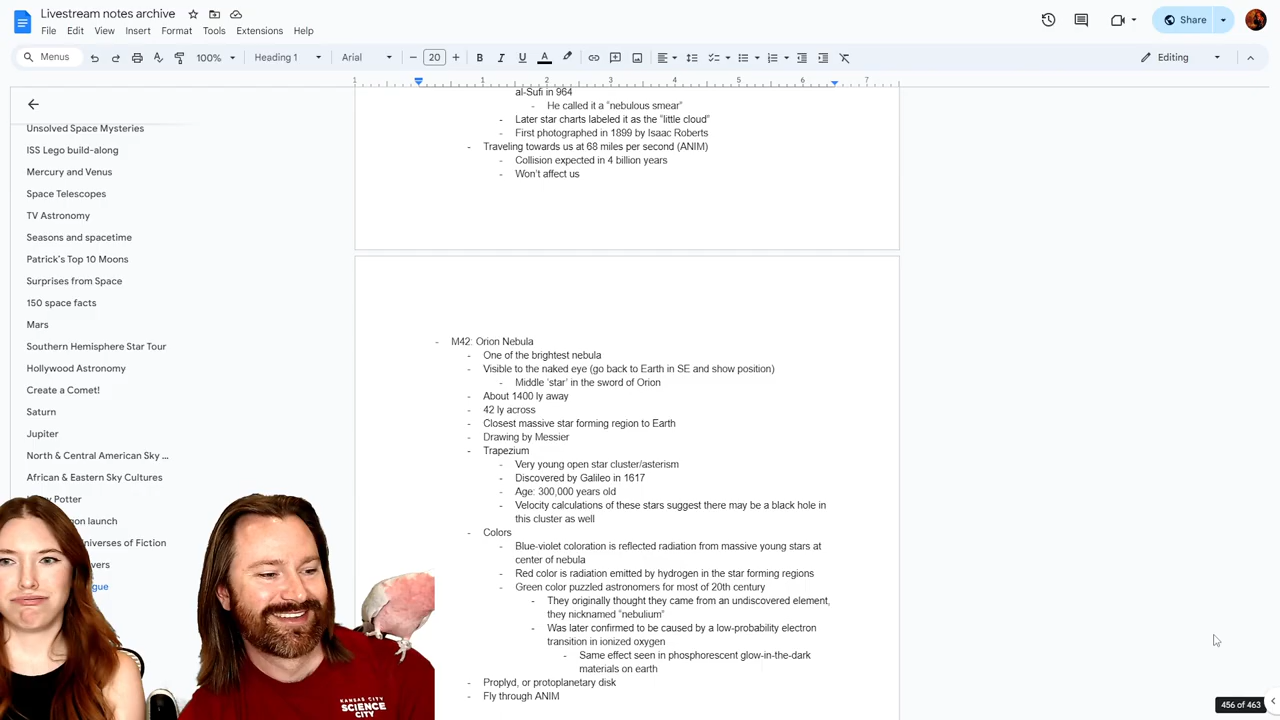 Livestream notes archive
File Edit View Insert Format Tools Extensions Help
Share
Menus
100%
Heading 1
Arial
20
B I U A
Editing
1 1 2 3 4 5 6 7
Unsolved Space Mysteries
ISS Lego build-along
Mercury and Venus
Space Telescopes
TV Astronomy
Seasons and spacetime
Patrick's Top 10 Moons
Surprises from Space
150 space facts
Mars
Southern Hemisphere Star Tour
Hollywood Astronomy
Create a Comet!
Saturn
Jupiter
North & Central American Sky ...
African & Eastern Sky Cultures
Potter
on launch
iverses of Fiction
vers
gue
al-Sufi in 964
- He called it a "nebulous smear"
- Later star charts labeled it as the "little cloud"
- First photographed in 1899 by Isaac Roberts
- Traveling towards us at 68 miles per second (ANIM)
- Collision expected in 4 billion years
- Won't affect us
- M42: Orion Nebula
- One of the brightest nebula
- Visible to the naked eye (go back to Earth in SE and show position)
- Middle 'star' in the sword of Orion
- About 1400 ly away
- 42 ly across
- Closest massive star forming region to Earth
- Drawing by Messier
- Trapezium
- Very young open star cluster/asterism
- Discovered by Galileo in 1617
- Age: 300,000 years old
- Velocity calculations of these stars suggest there may be a black hole in
this cluster as well
- Colors
- Blue-violet coloration is reflected radiation from massive young stars at
center of nebula
- Red color is radiation emitted by hydrogen in the star forming regions
- Green color puzzled astronomers for most of 20th century
- They originally thought they came from an undiscovered element,
they nicknamed "nebulium"
- Was later confirmed to be caused by a low-probability electron
transition in ionized oxygen
- Same effect seen in phosphorescent glow-in-the-dark
materials on earth
- Proplyd, or protoplanetary disk
- Fly through ANIM
KANSAS CITY
SCIENCE
CITY
456 of 463